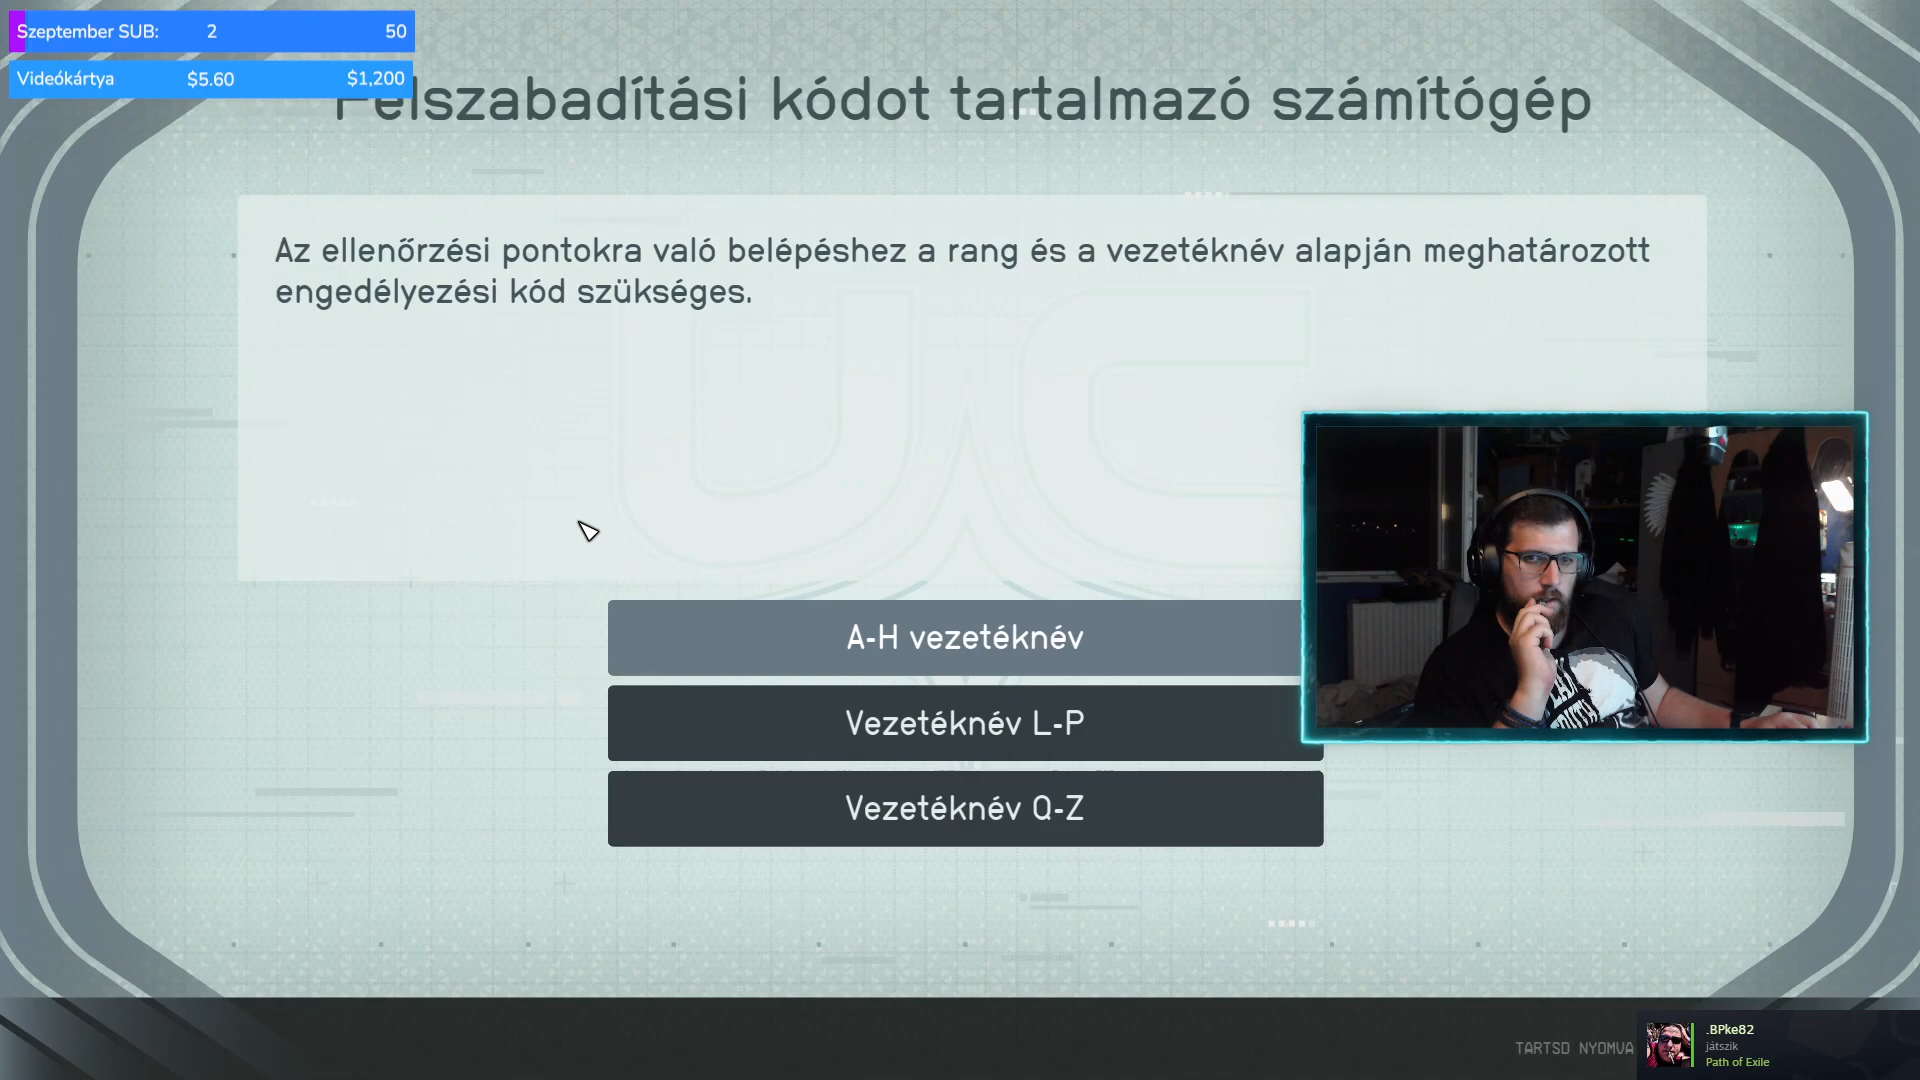 Szeptember SUB: 2 50
Videókártya $5.60 $1,200
Felszabadítási kódot tartalmazó számítógép
Az ellenőrzési pontokra való belépéshez a rang és a vezetéknév alapján meghatározott
engedélyezési kód szükséges.
UC
A-H vezetéknév
Vezetéknév L-P
Vezetéknév Q-Z
TARTSD NYOMVA
.BPke82
játszik
Path of Exile